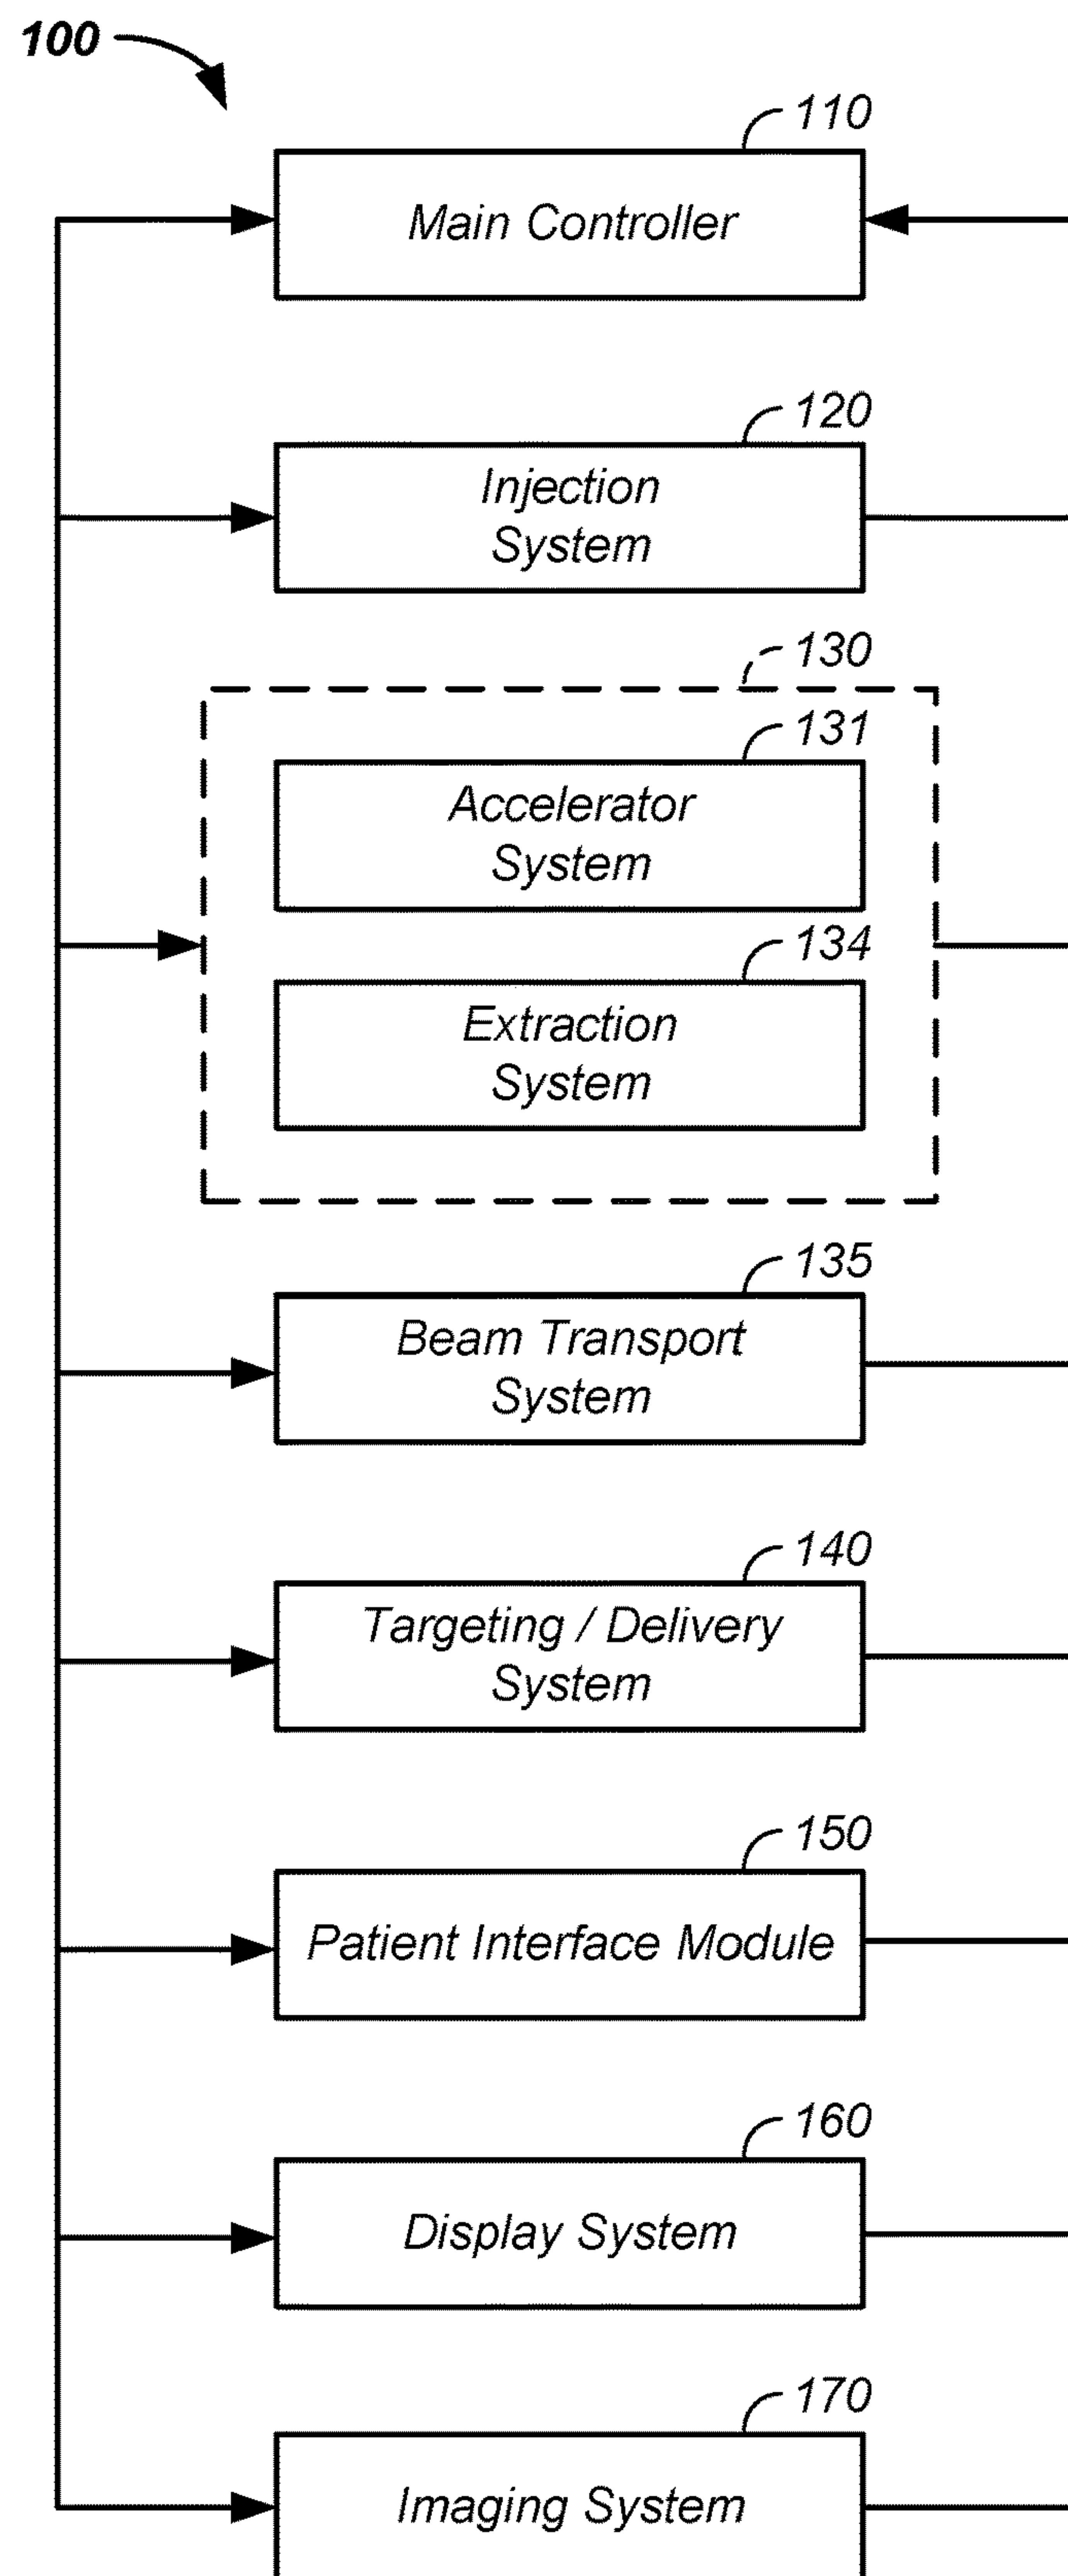 100
110
Main Controller
120
Injection
System
130
131
Accelerator
System
134
Extraction
System
135
Beam Transport
System
140
Targeting / Delivery
System
150
Patient Interface Module
160
Display System
170
Imaging System